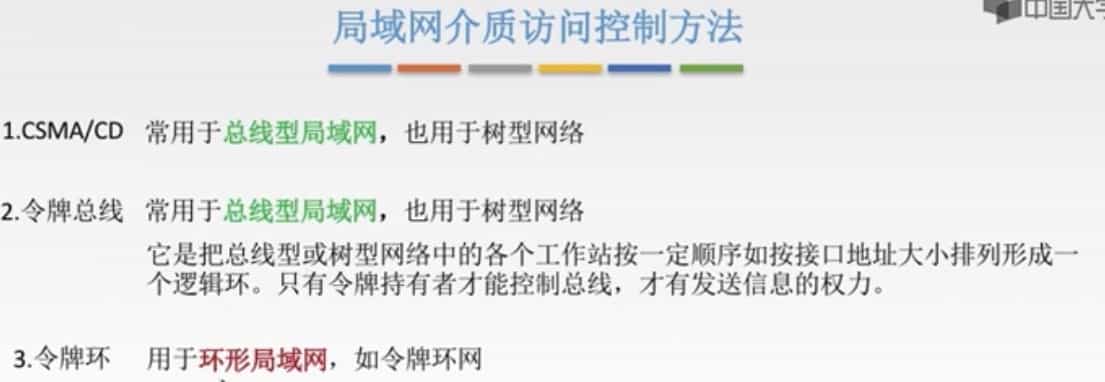 中国大学
局域网介质访问控制方法
1.CSMA/CD 常用于总线型局域网，也用于树型网络
2.令牌总线 常用于总线型局域网，也用于树型网络
它是把总线型或树型网络中的各个工作站按一定顺序如按接口地址大小排列形成一
个逻辑环。只有令牌持有者才能控制总线，才有发送信息的权力。
3.令牌环 用于环形局域网，如令牌环网